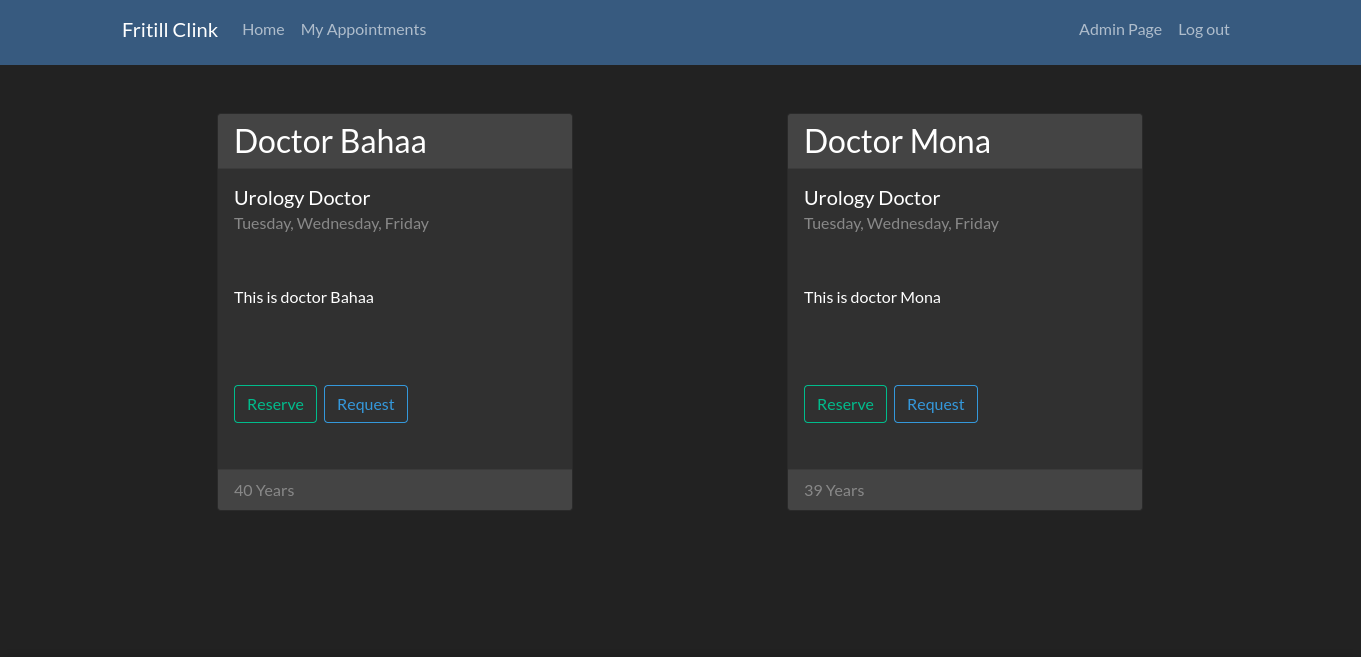 Fritill Clink Home My Appointments Admin Page Log out
Doctor Bahaa
Urology Doctor
Tuesday, Wednesday, Friday
This is doctor Bahaa
Reserve Request
40 Years
Doctor Mona
Urology Doctor
Tuesday, Wednesday, Friday
This is doctor Mona
Reserve Request
39 Years